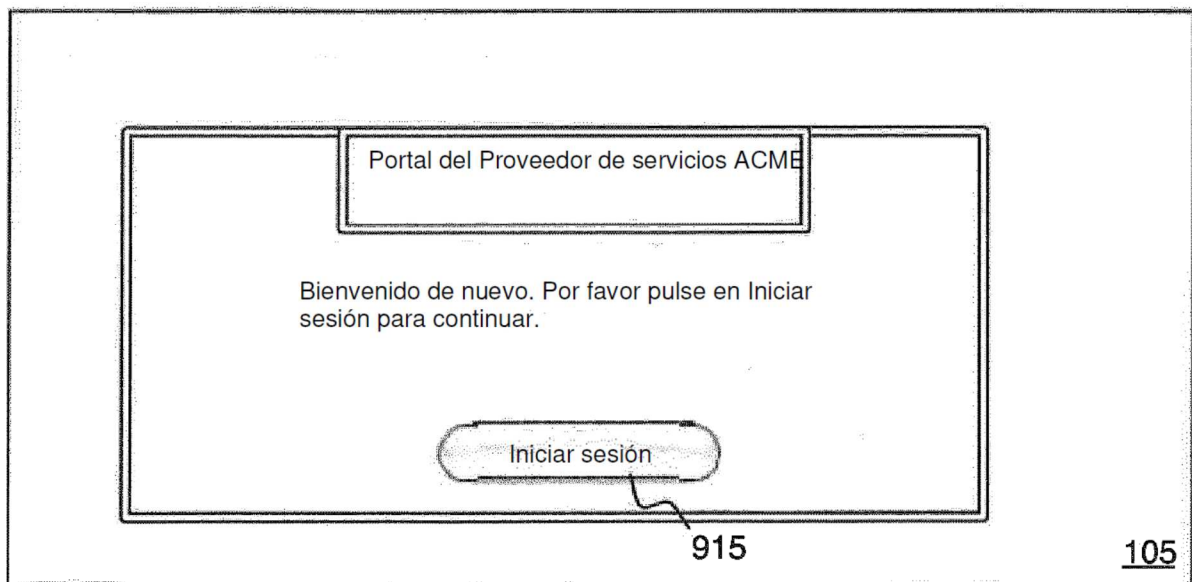 Portal del Proveedor de servicios ACME
Bienvenido de nuevo. Por favor pulse en Iniciar
sesión para continuar.
Iniciar sesión
915
105